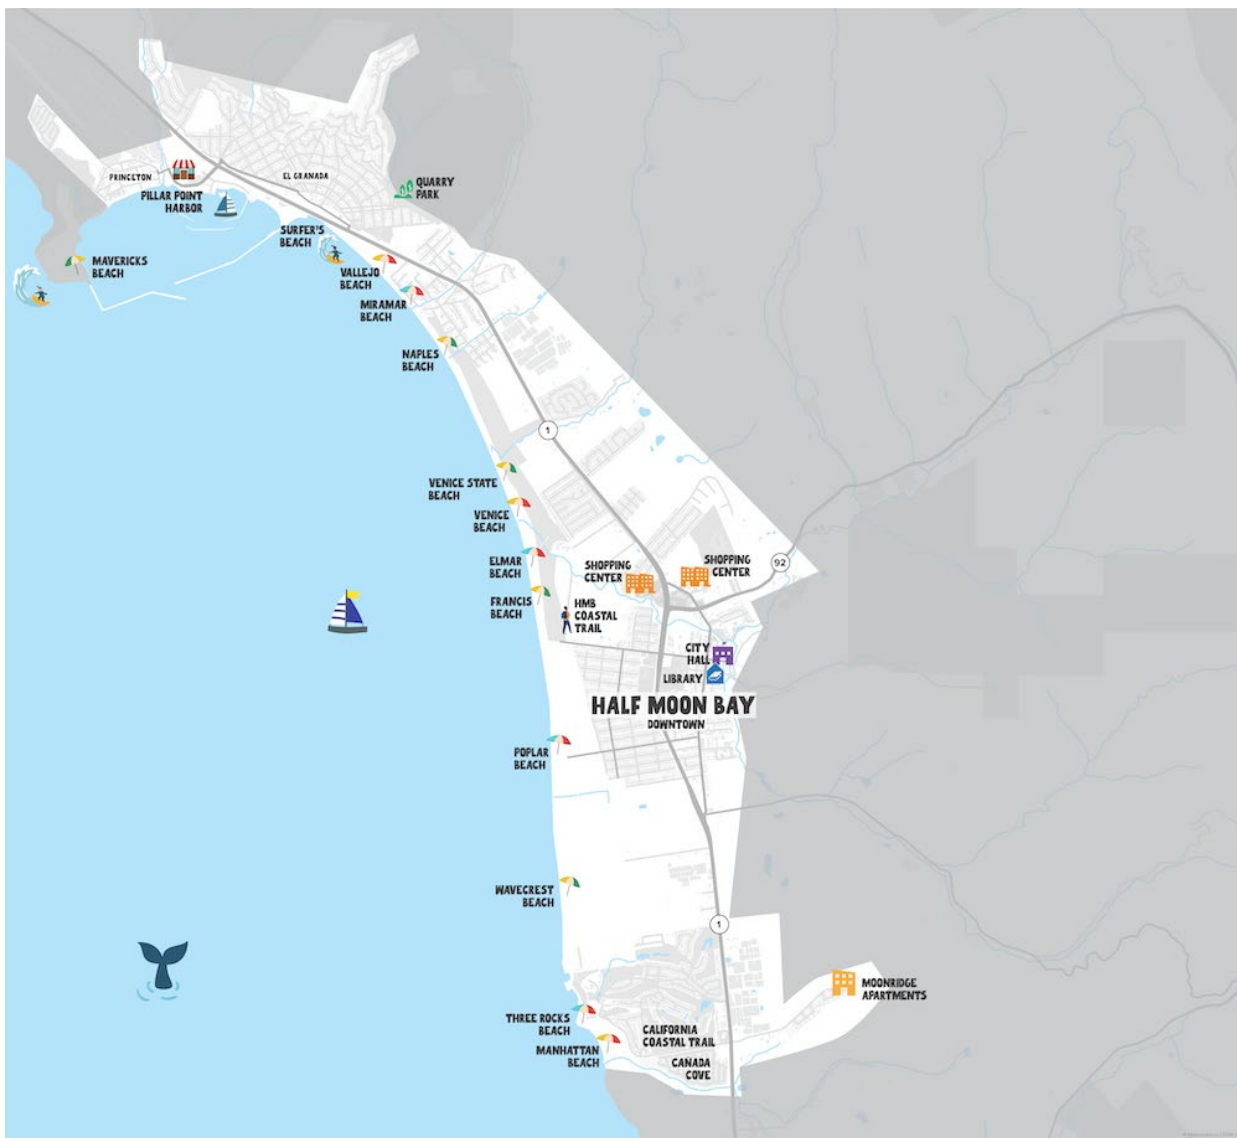 PRINCETON
EL GRANADA
PILLAR POINT
HARBOR
QUARRY
PARK
SURFER'S
BEACH
MAVERICKS
BEACH
VALLEJO
BEACH
MIRAMAR
BEACH
NAPLES
BEACH
1
VENICE STATE
BEACH
VENICE
BEACH
ELMAR
BEACH
SHOPPING
CENTER
SHOPPING
CENTER
92
FRANCIS
BEACH
HMB
COASTAL
TRAIL
CITY
HALL
LIBRARY
HALF MOON BAY
DOWNTOWN
POPLAR
BEACH
WAVECREST
BEACH
1
MOONRIDGE
APARTMENTS
THREE ROCKS
BEACH
CALIFORNIA
COASTAL TRAIL
MANHATTAN
BEACH
CAÑADA
COVE